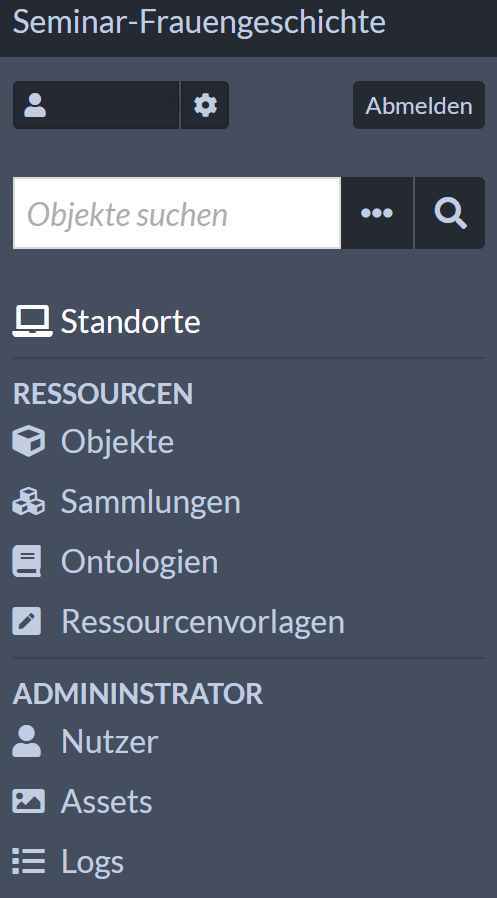 Seminar-Frauengeschichte
Abmelden
Objekte suchen
Standorte
RESSOURCEN
Objekte
Sammlungen
Ontologien
Ressourcenvorlagen
ADMININSTRATOR
Nutzer
Assets
Logs